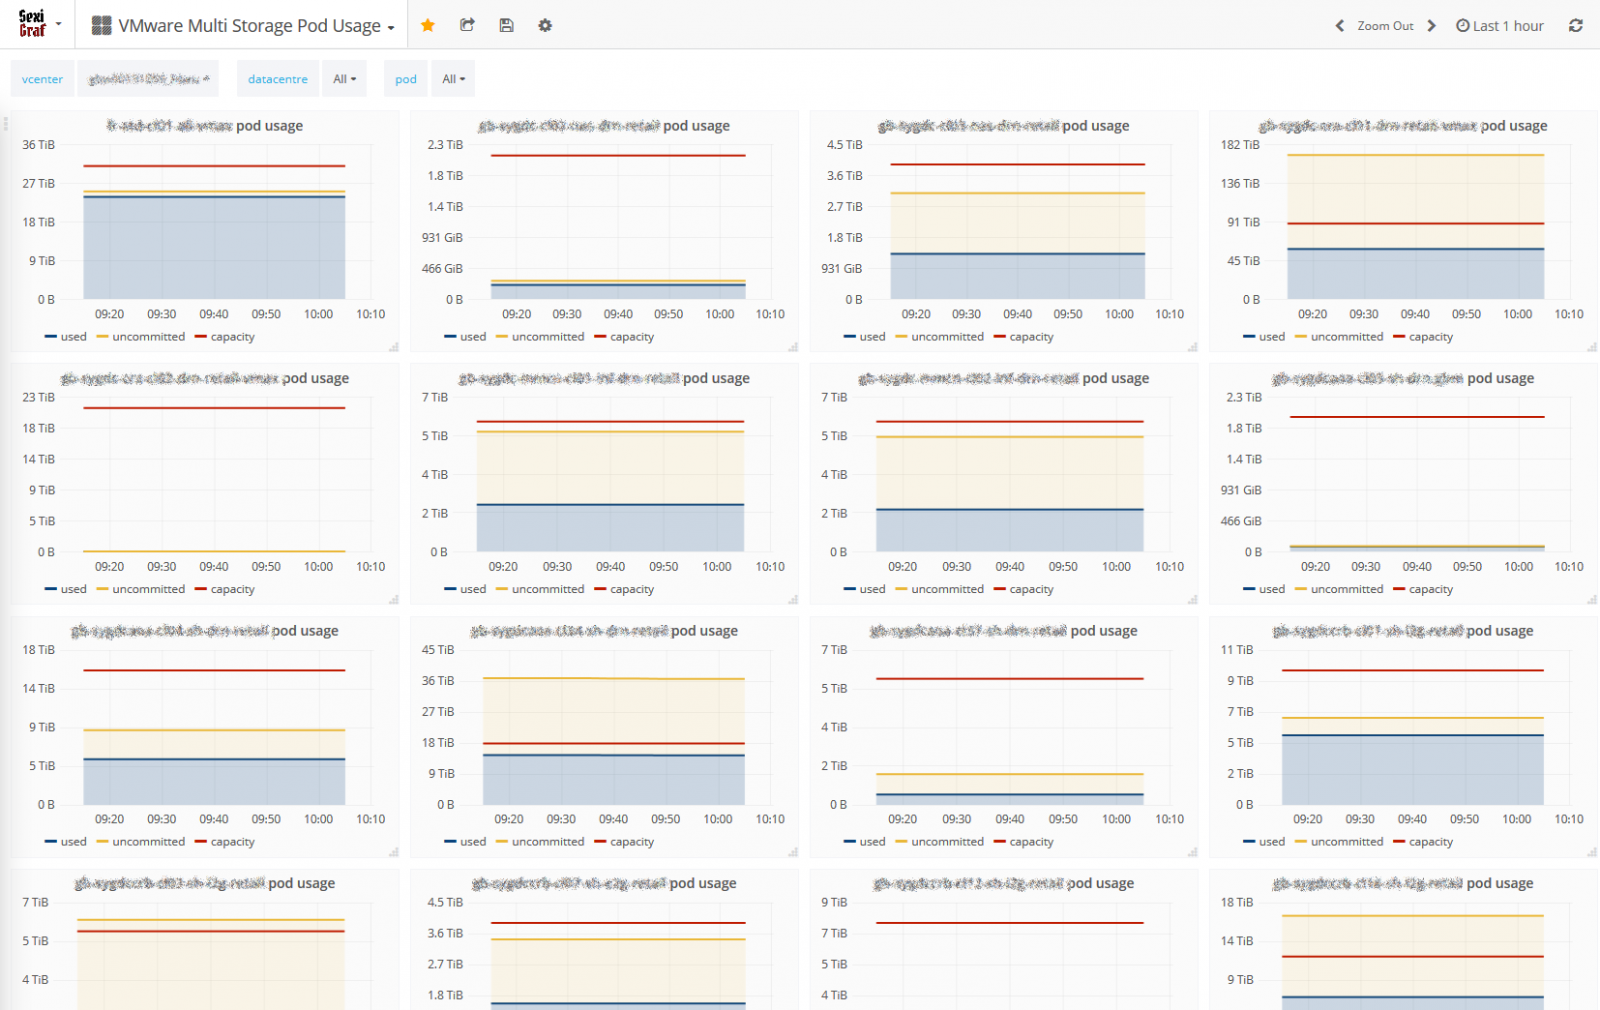 Sexi Graf
VMware Multi Storage Pod Usage
Zoom Out
Last 1 hour
vcenter
datacentre All
pod All
pod usage
36 TiB
27 TiB
18 TiB
9 TiB
0 B
09:20 09:30 09:40 09:50 10:00 10:10
used uncommitted capacity
pod usage
2.3 TiB
1.8 TiB
1.4 TiB
931 GiB
466 GiB
0 B
09:20 09:30 09:40 09:50 10:00 10:10
used uncommitted capacity
pod usage
4.5 TiB
3.6 TiB
2.7 TiB
1.8 TiB
931 GiB
0 B
09:20 09:30 09:40 09:50 10:00 10:10
used uncommitted capacity
pod usage
182 TiB
136 TiB
91 TiB
45 TiB
0 B
09:20 09:30 09:40 09:50 10:00 10:10
used uncommitted capacity
pod usage
23 TiB
18 TiB
14 TiB
9 TiB
5 TiB
0 B
09:20 09:30 09:40 09:50 10:00 10:10
used uncommitted capacity
pod usage
7 TiB
5 TiB
4 TiB
2 TiB
0 B
09:20 09:30 09:40 09:50 10:00 10:10
used uncommitted capacity
pod usage
7 TiB
5 TiB
4 TiB
2 TiB
0 B
09:20 09:30 09:40 09:50 10:00 10:10
used uncommitted capacity
pod usage
2.3 TiB
1.8 TiB
1.4 TiB
931 GiB
466 GiB
0 B
09:20 09:30 09:40 09:50 10:00 10:10
used uncommitted capacity
pod usage
18 TiB
14 TiB
9 TiB
5 TiB
0 B
09:20 09:30 09:40 09:50 10:00 10:10
used uncommitted capacity
pod usage
45 TiB
36 TiB
27 TiB
18 TiB
9 TiB
0 B
09:20 09:30 09:40 09:50 10:00 10:10
used uncommitted capacity
pod usage
7 TiB
5 TiB
4 TiB
2 TiB
0 B
09:20 09:30 09:40 09:50 10:00 10:10
used uncommitted capacity
pod usage
11 TiB
9 TiB
7 TiB
5 TiB
2 TiB
0 B
09:20 09:30 09:40 09:50 10:00 10:10
used uncommitted capacity
pod usage
7 TiB
5 TiB
4 TiB
pod usage
4.5 TiB
3.6 TiB
2.7 TiB
1.8 TiB
pod usage
9 TiB
7 TiB
5 TiB
4 TiB
pod usage
18 TiB
14 TiB
9 TiB